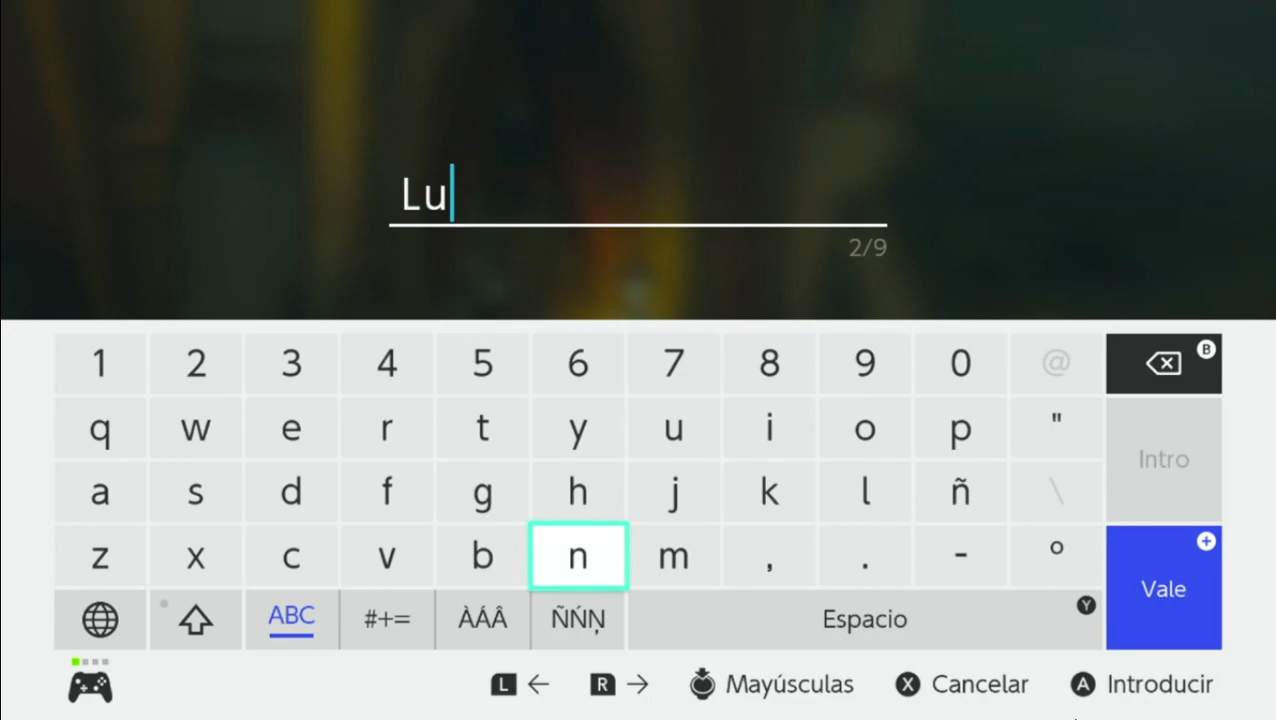 Lu
2/9
1 2 3 4 5 6 7 8 9 0 @ B
q w e r t y u i o p "
Intro
a s d f g h j k l ñ \
z x c v b n m , . - º +
Vale
ABC #+= ÀÁÂ ÑŃŅ Espacio Y
L ← R → Mayúsculas X Cancelar A Introducir